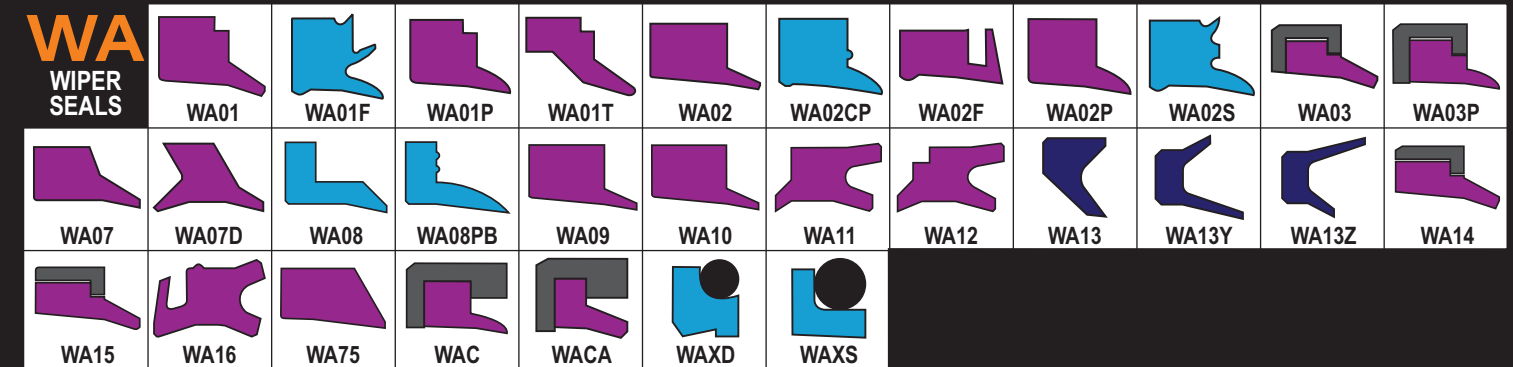 WA
WIPER
SEALS
WA01
WA01F
WA01P
WA01T
WA02
WA02CP
WA02F
WA02P
WA02S
WA03
WA03P
WA07
WA07D
WA08
WA08PB
WA09
WA10
WA11
WA12
WA13
WA13Y
WA13Z
WA14
WA15
WA16
WA75
WAC
WACA
WAXD
WAXS